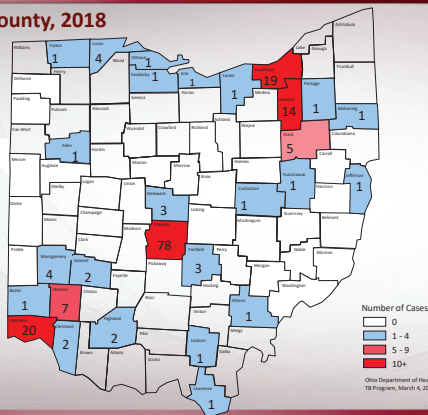 ounty, 2018
Ashtabula
Williams
Fulton
1
Lucas
4
Ottawa
1
Lake
Geauga
Wood
Henry
Sandusky
1
Erie
1
Lorain
1
19
Trumbull
Defiance
Paulding
Seneca
Huron
Medina
Summit
14
Portage
1
Mahoning
1
Putnam
Hancock
Van Wert
Wyandot
Crawford
Richland
Ashland
Wayne
Stark
5
Columbiana
Allen
1
Hardin
Carroll
Mercer
Auglaize
Marion
Morrow
Holmes
Tuscarawas
1
Jefferson
1
Shelby
Logan
Union
Knox
Coshocton
1
Harrison
Delaware
3
Darke
Champaign
Licking
Guernsey
Belmont
Miami
Madison
Franklin
78
Muskingum
Clark
Preble
Montgomery
4
Greene
2
Fairfield
3
Perry
Noble
Monroe
Pickaway
Morgan
Fayette
Butler
1
Warren
7
Clinton
Hocking
Washington
Ross
Athens
1
Vinton
Hamilton
20
Clermont
2
Highland
2
Pike
Jackson
1
Meigs
Brown
Adams
Scioto
Gallia
Lawrence
1
Number of Cases
0
1 - 4
5 - 9
10+
Ohio Department of Hea
TB Program, March 4, 20